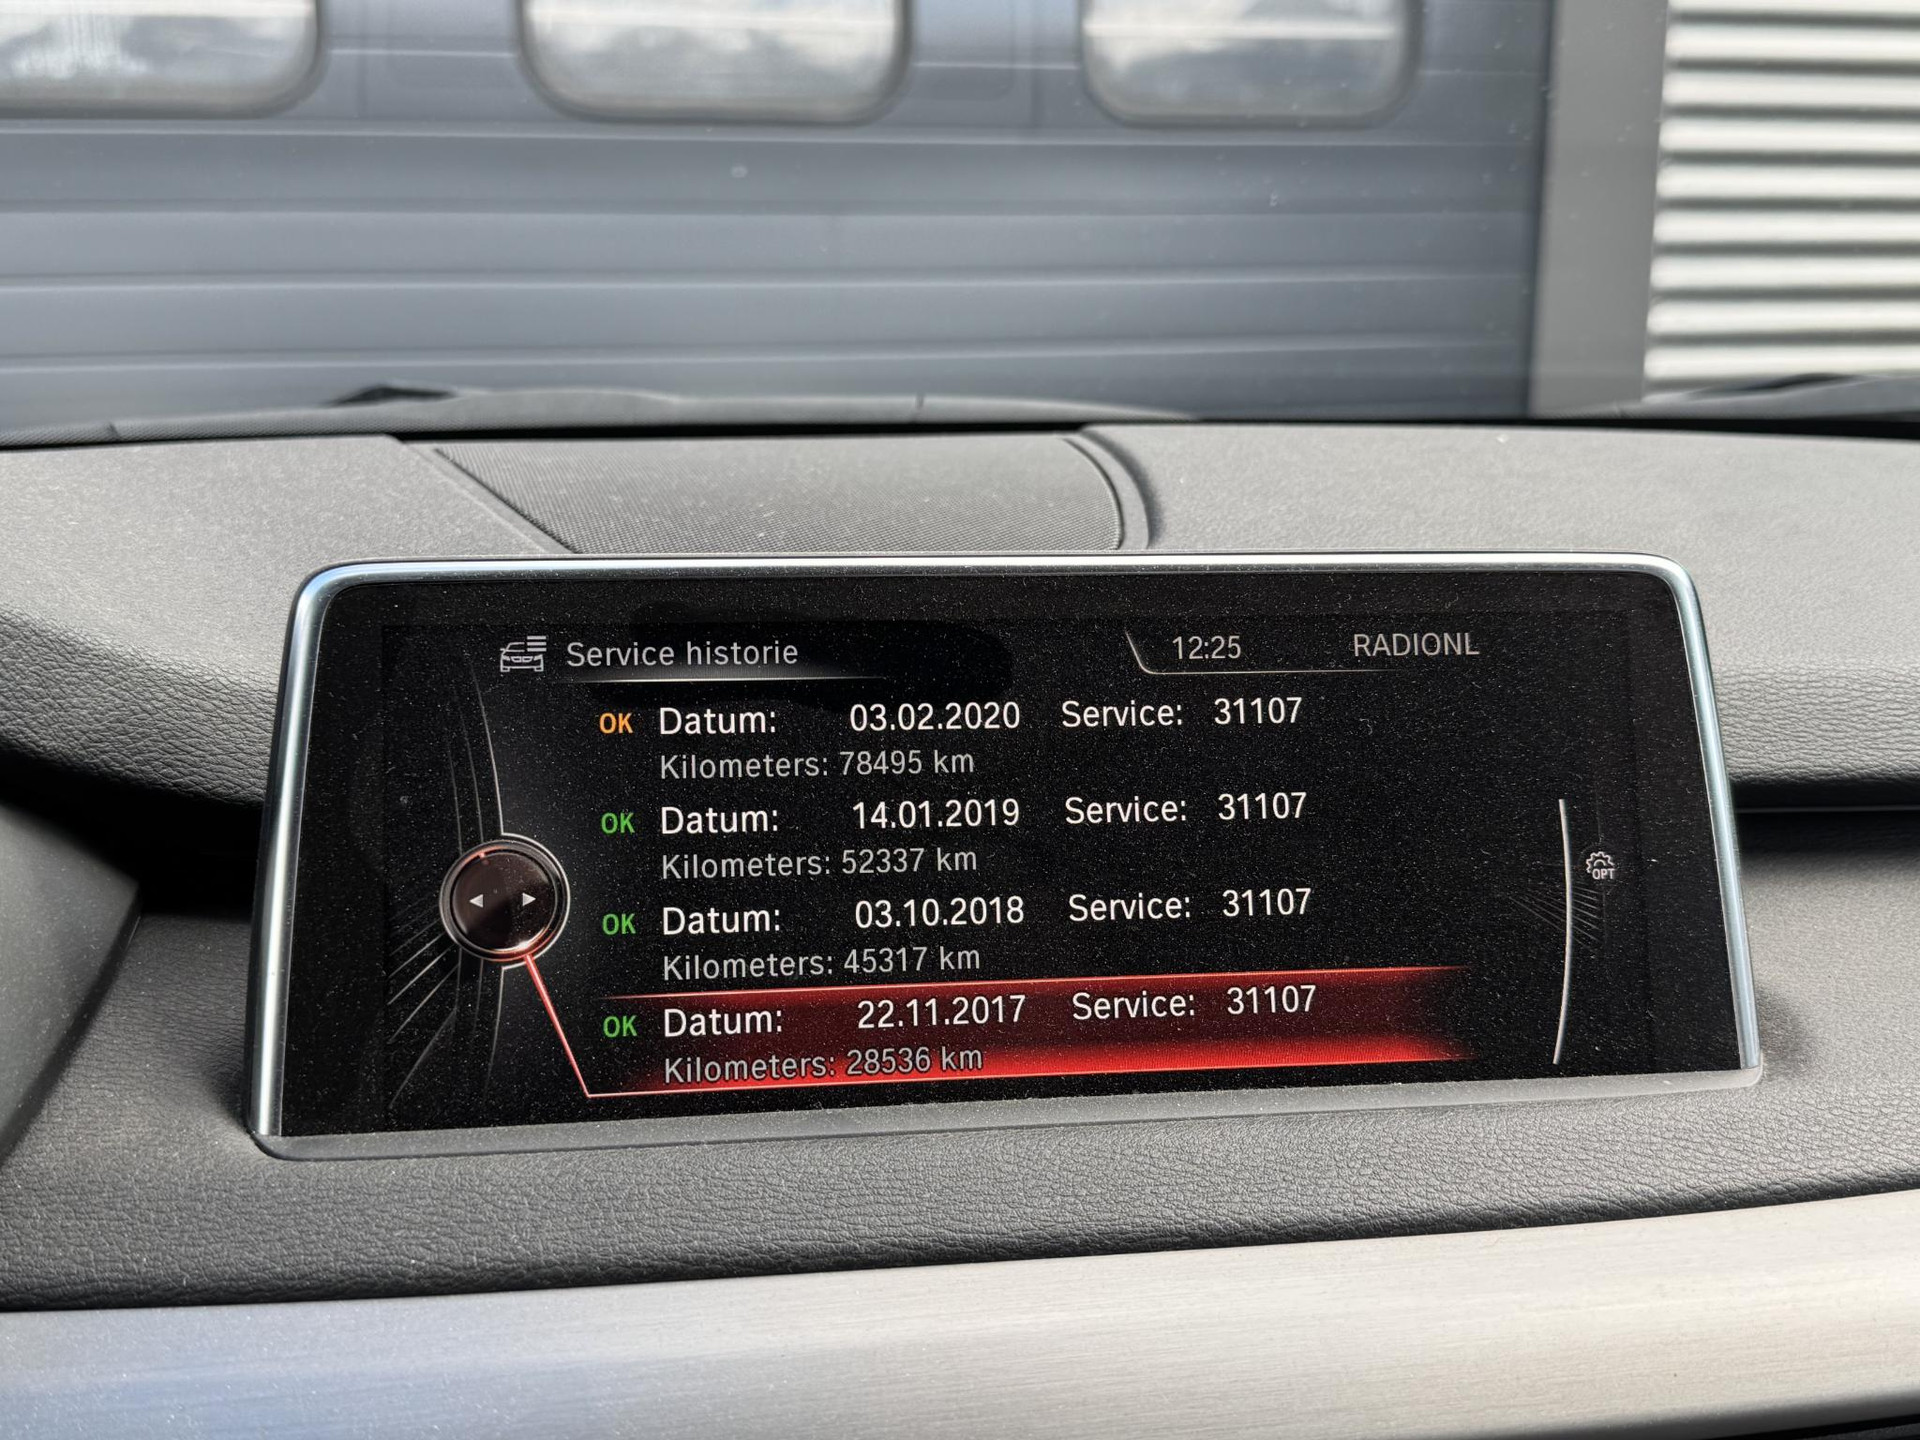 Service historie 12:25 RADIONL
OK Datum: 03.02.2020 Service: 31107
Kilometers: 78495 km
OK Datum: 14.01.2019 Service: 31107
Kilometers: 52337 km
OPT
OK Datum: 03.10.2018 Service: 31107
Kilometers: 45317 km
OK Datum: 22.11.2017 Service: 31107
Kilometers: 28536 km